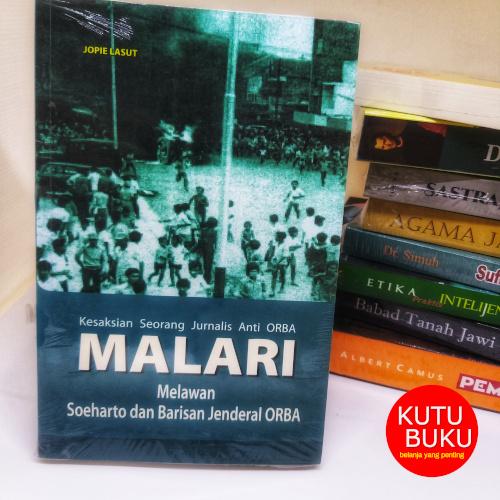 JOPIE LASUT
Kesaksian Seorang Jurnalis Anti ORBA
MALARI
Melawan
Soeharto dan Barisan Jenderal ORBA
SASTRA
AGAMA J
Dr. Simuh
Suf
ETIKA
Praktis
INTELIJEN
Babad Tanah Jawi
ALBERT CAMUS
PEM
KUTU
BUKU
belanja yang penting